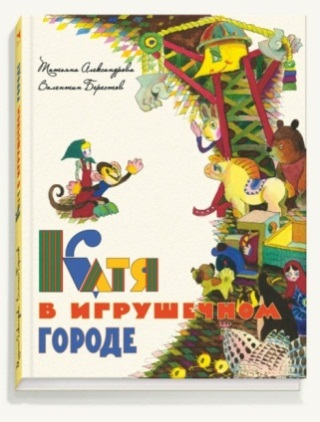 Татьяна Александрова
Валентин Берестов
Катя
в игрушечном
городе